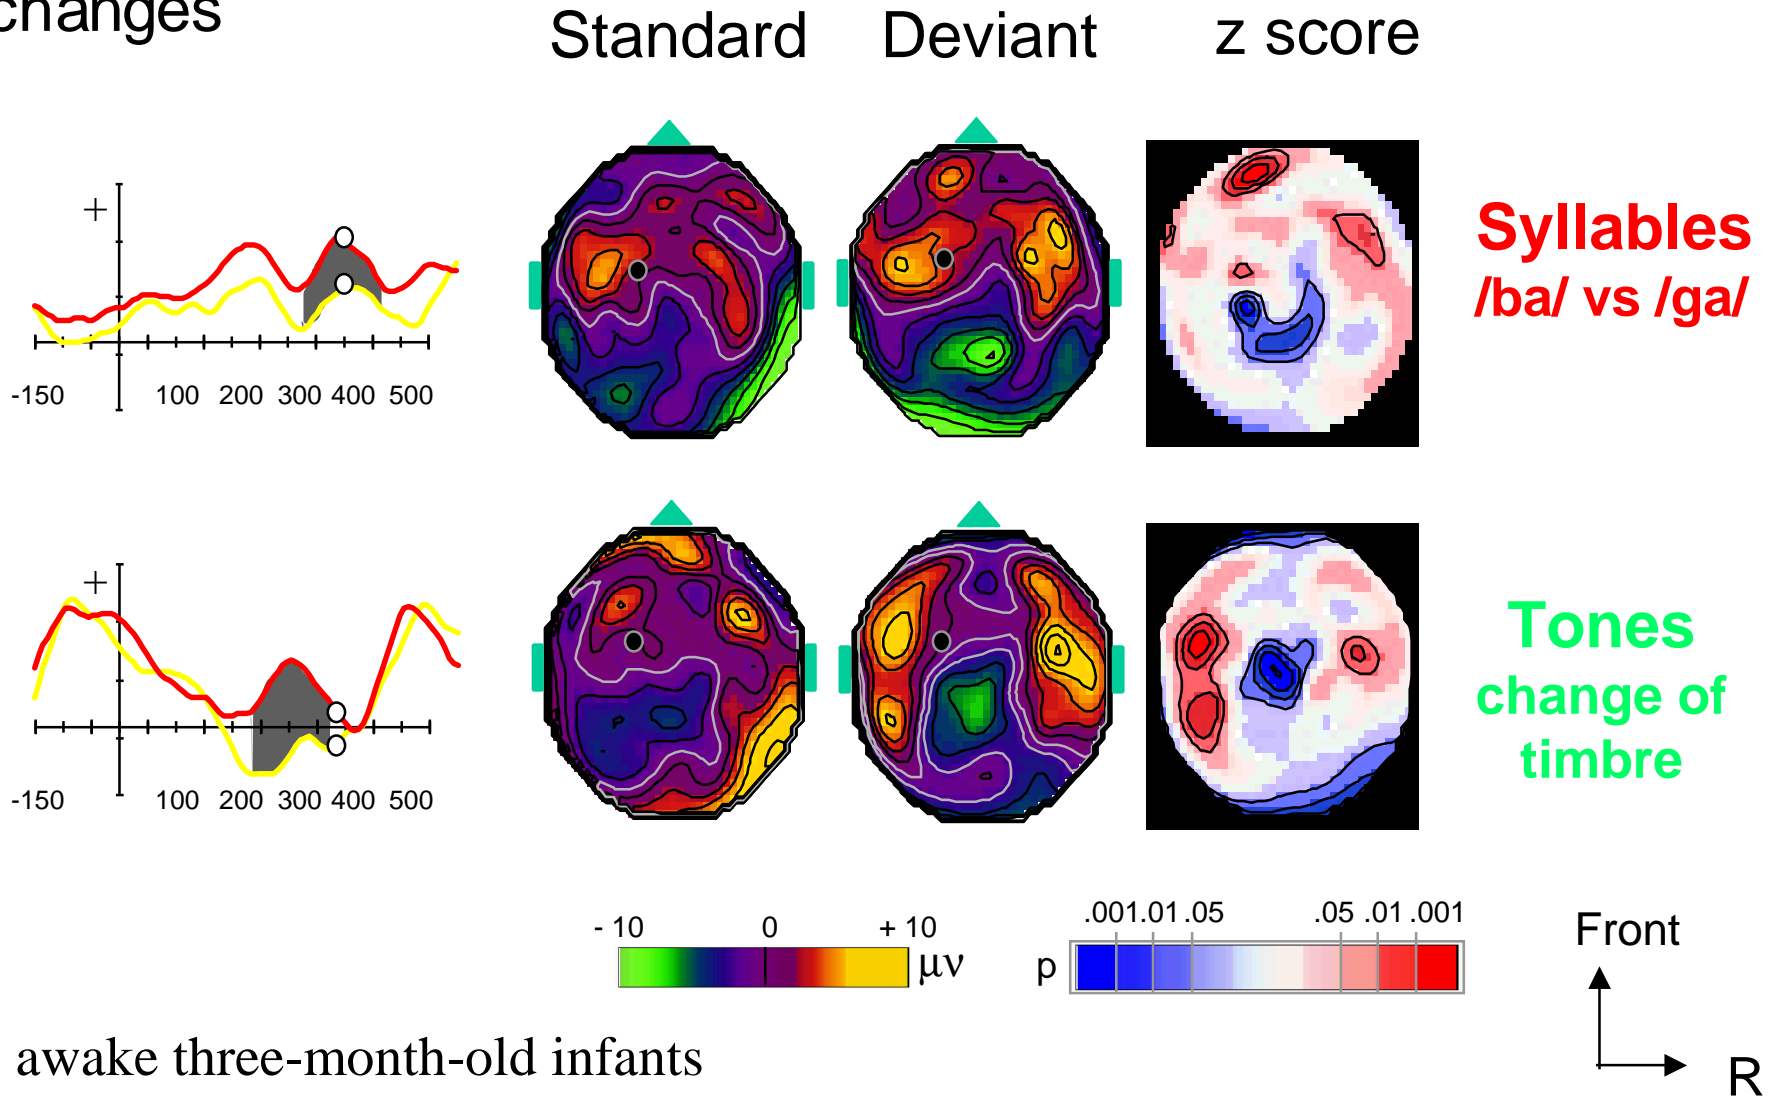 changes
Standard Deviant z score
+
-150 100 200 300 400 500
Syllables
/ba/ vs /ga/
+
-150 100 200 300 400 500
Tones
change of
timbre
- 10 0 + 10
μν
.001.01.05 .05 .01.001
p
Front
R
awake three-month-old infants